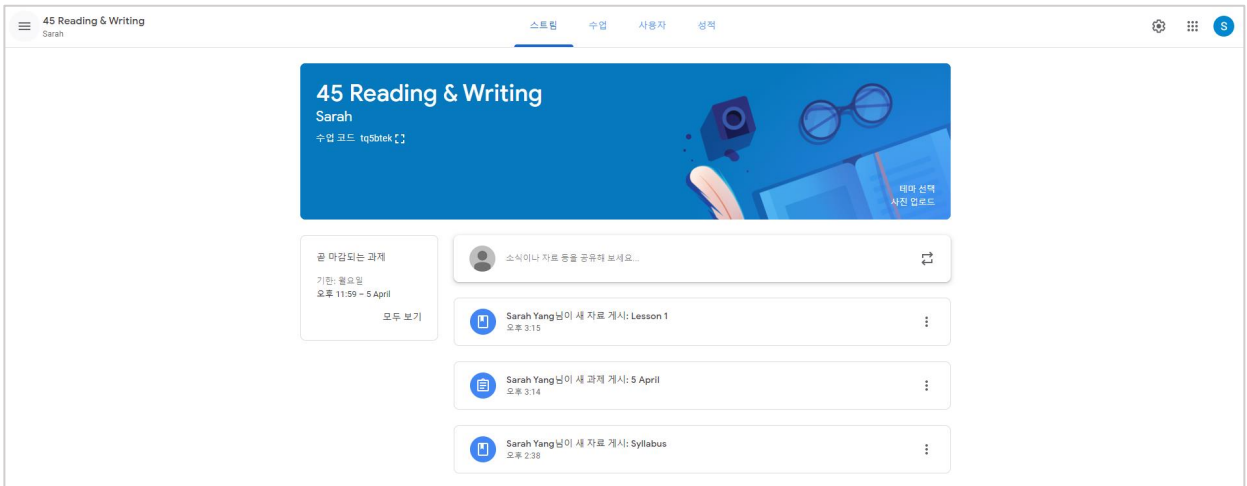 45 Reading & Writing
Sarah
스트림 수업 사용자 성적
S
45 Reading & Writing
Sarah
수업 코드 tq5btek
테마 선택
사진 업로드
곧 마감되는 과제
기한: 월요일
오후 11:59 – 5 April
모두 보기
소식이나 자료 등을 공유해 보세요...
Sarah Yang님이 새 자료 게시: Lesson 1
오후 3:15
Sarah Yang님이 새 과제 게시: 5 April
오후 3:14
Sarah Yang님이 새 자료 게시: Syllabus
오후 2:38